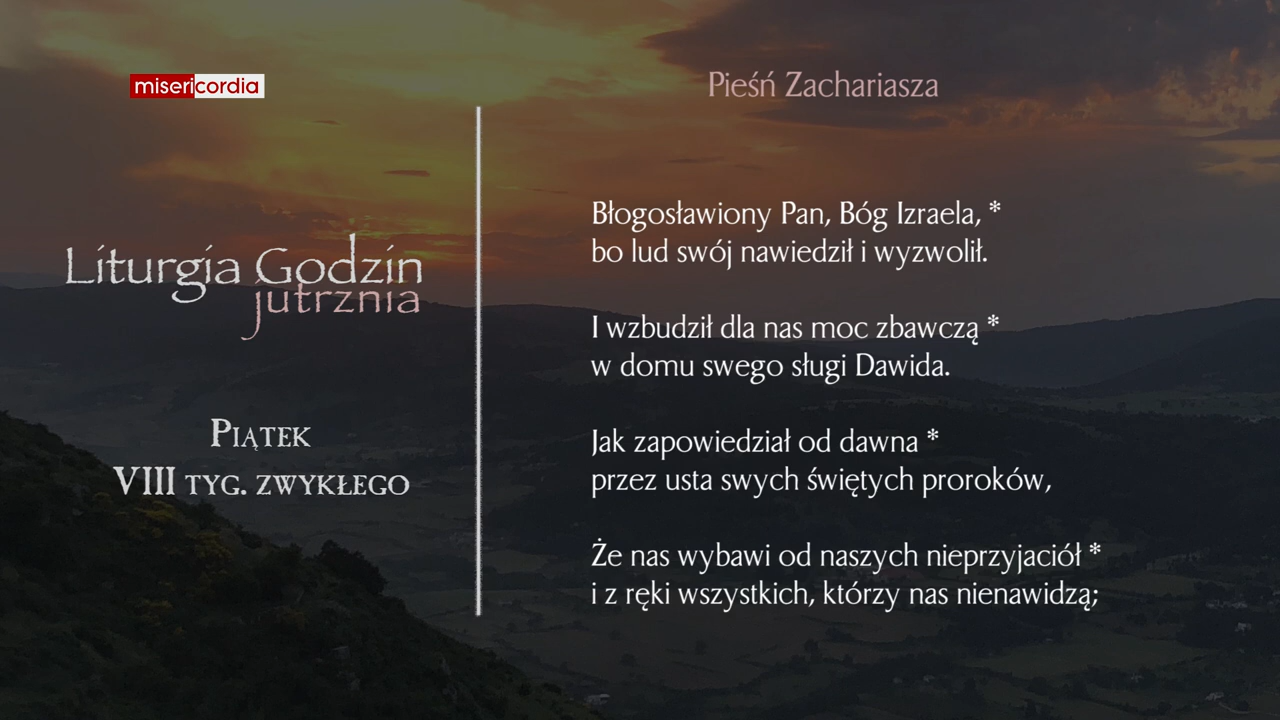 misericordia
Liturgia Godzin
jutrznia
Piątek
VIII tyg. zwykłego
Pieśń Zachariasza
Błogosławiony Pan, Bóg Izraela, *
bo lud swój nawiedził i wyzwolił.
I wzbudził dla nas moc zbawczą *
w domu swego sługi Dawida.
Jak zapowiedział od dawna *
przez usta swych świętych proroków,
Że nas wybawi od naszych nieprzyjaciół *
i z ręki wszystkich, którzy nas nienawidzą;